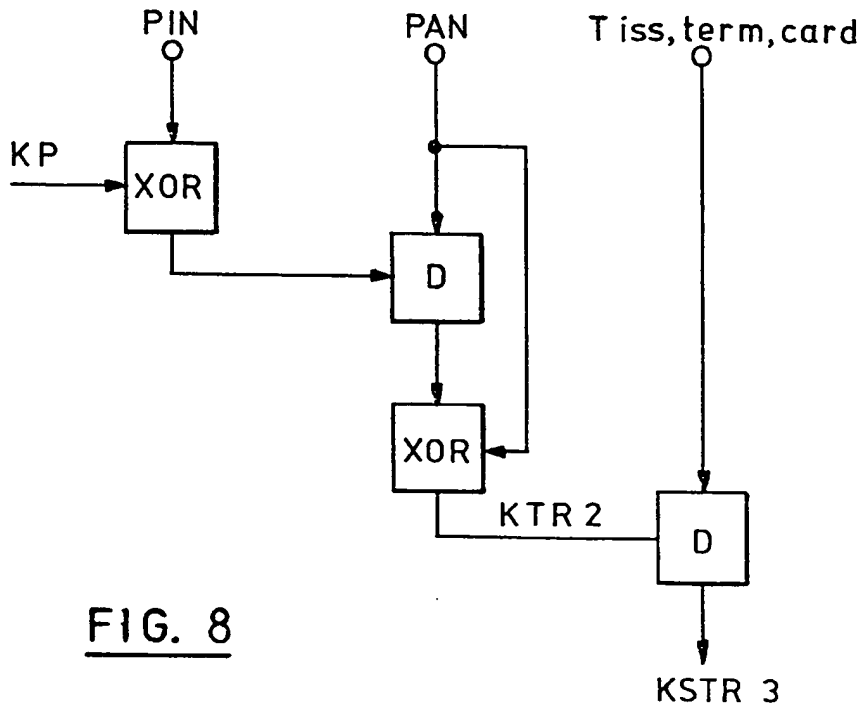 PIN
PAN
T iss, term, card
KP
XOR
D
XOR
KTR 2
D
FIG. 8
KSTR 3